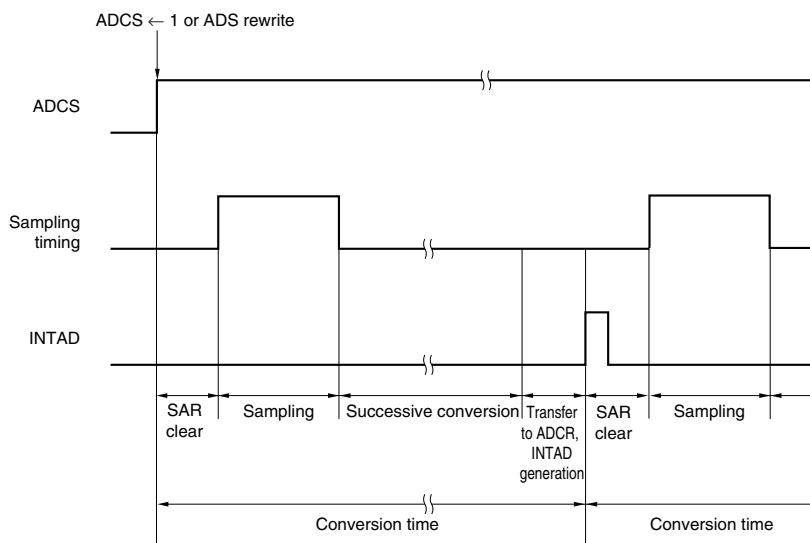 ADCS ← 1 or ADS rewrite
ADCS
Sampling
timing
INTAD
SAR
clear
Sampling
Successive conversion
Transfer
to ADCR,
INTAD
generation
SAR
clear
Sampling
Conversion time
Conversion time